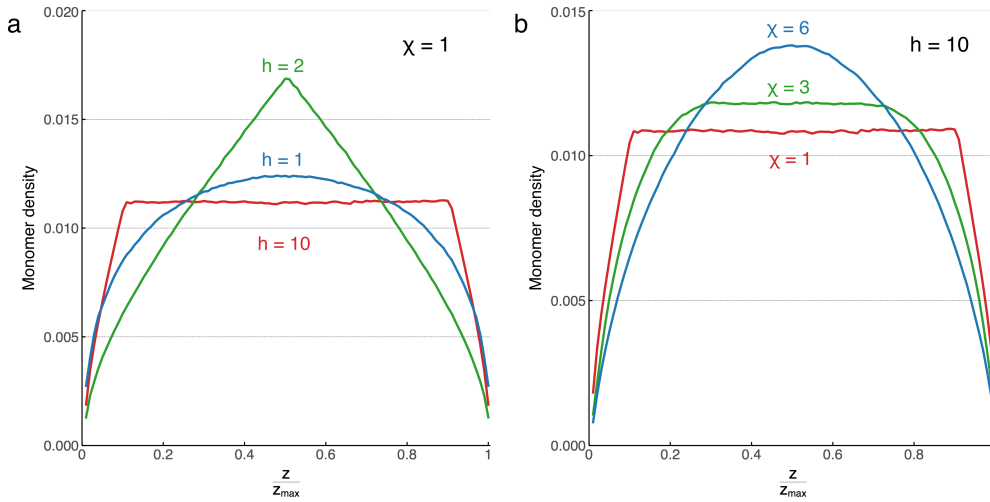 a
χ = 1
h = 2
h = 1
h = 10
Monomer density
0.020
0.015
0.010
0.005
0.000
0
0.2
0.4
0.6
0.8
1
z
zmax
b
χ = 6
h = 10
χ = 3
χ = 1
Monomer density
0.015
0.010
0.005
0.000
0
0.2
0.4
0.6
0.8
z
zmax